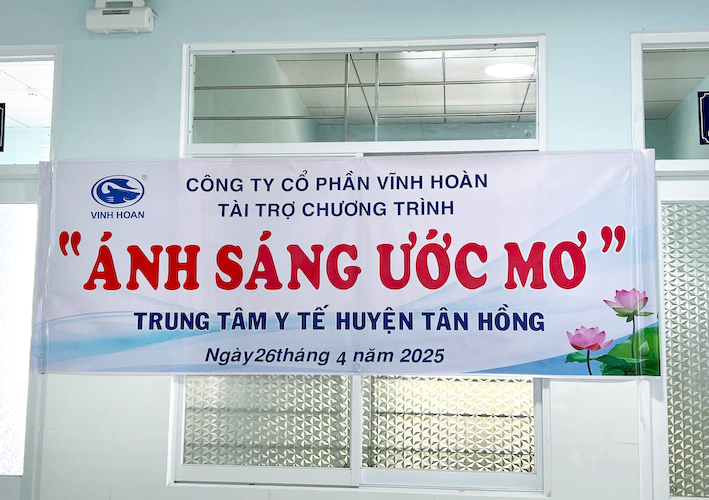 VINH HOAN
®
CÔNG TY CỔ PHẦN VĨNH HOÀN
TÀI TRỢ CHƯƠNG TRÌNH
"ÁNH SÁNG ƯỚC MƠ"
TRUNG TÂM Y TẾ HUYỆN TÂN HỒNG
Ngày26tháng 4 năm 2025